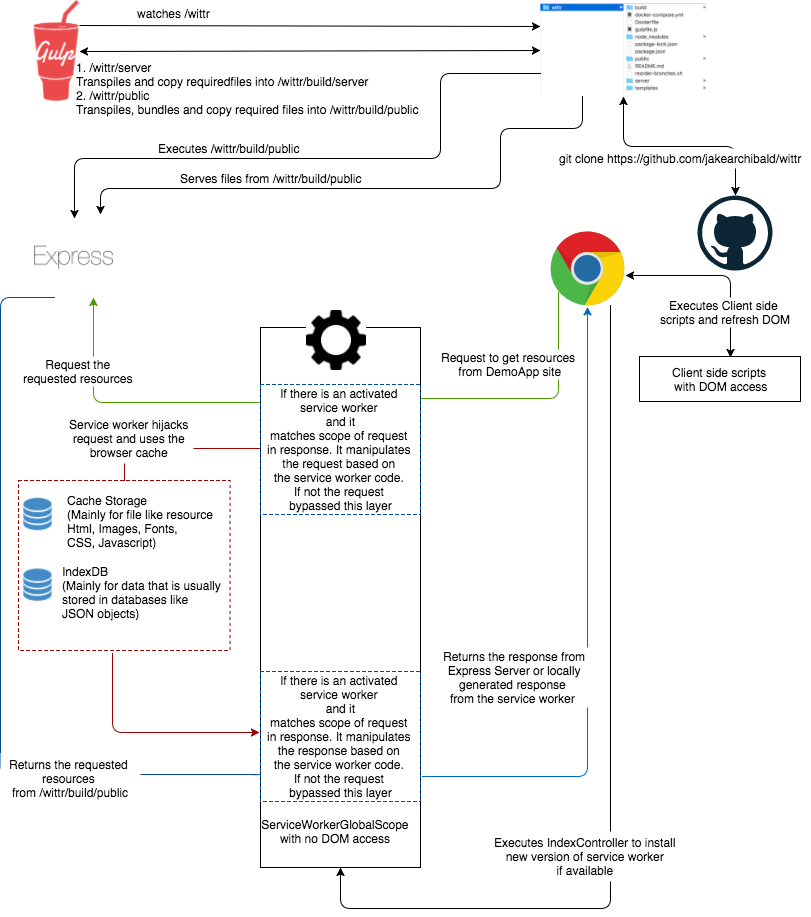 watches /wittr
Gulp
1. /wittr/server
Transpiles and copy requiredfiles into /wittr/build/server
2. /wittr/public
Transpiles, bundles and copy required files into /wittr/build/public
wittr
build
docker-compose.yml
Dockerfile
gulpfile.js
node_modules
package-lock.json
package.json
public
README.md
reorder-branches.sh
server
templates
Executes /wittr/build/public
Serves files from /wittr/build/public
git clone https://github.com/jakearchibald/wittr
Express
Executes Client side
scripts and refresh DOM
Client side scripts
with DOM access
Request the
requested resources
Request to get resources
from DemoApp site
If there is an activated
service worker
and it
matches scope of request
in response. It manipulates
the request based on
the service worker code.
If not the request
bypassed this layer
Service worker hijacks
request and uses the
browser cache
Cache Storage
(Mainly for file like resource
Html, Images, Fonts,
CSS, Javascript)
IndexDB
(Mainly for data that is usually
stored in databases like
JSON objects)
Returns the response from
Express Server or locally
generated response
from the service worker
If there is an activated
service worker
and it
matches scope of request
in response. It manipulates
the response based on
the service worker code.
If not the request
bypassed this layer
Returns the requested
resources
from /wittr/build/public
ServiceWorkerGlobalScope
with no DOM access
Executes IndexController to install
new version of service worker
if available